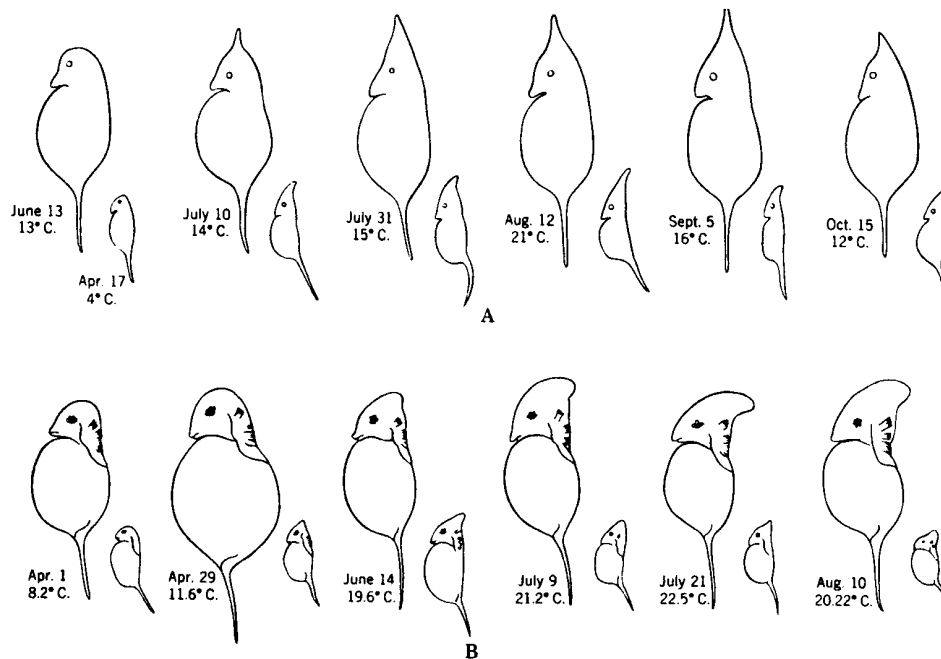 June 13
13° C.
Apr. 17
4° C.
July 10
14° C.
July 31
15° C.
Aug. 12
21° C.
Sept. 5
16° C.
Oct. 15
12° C.
A
Apr. 1
8.2° C.
Apr. 29
11.6° C.
June 14
19.6° C.
July 9
21.2° C.
July 21
22.5° C.
Aug. 10
20.22° C.
B